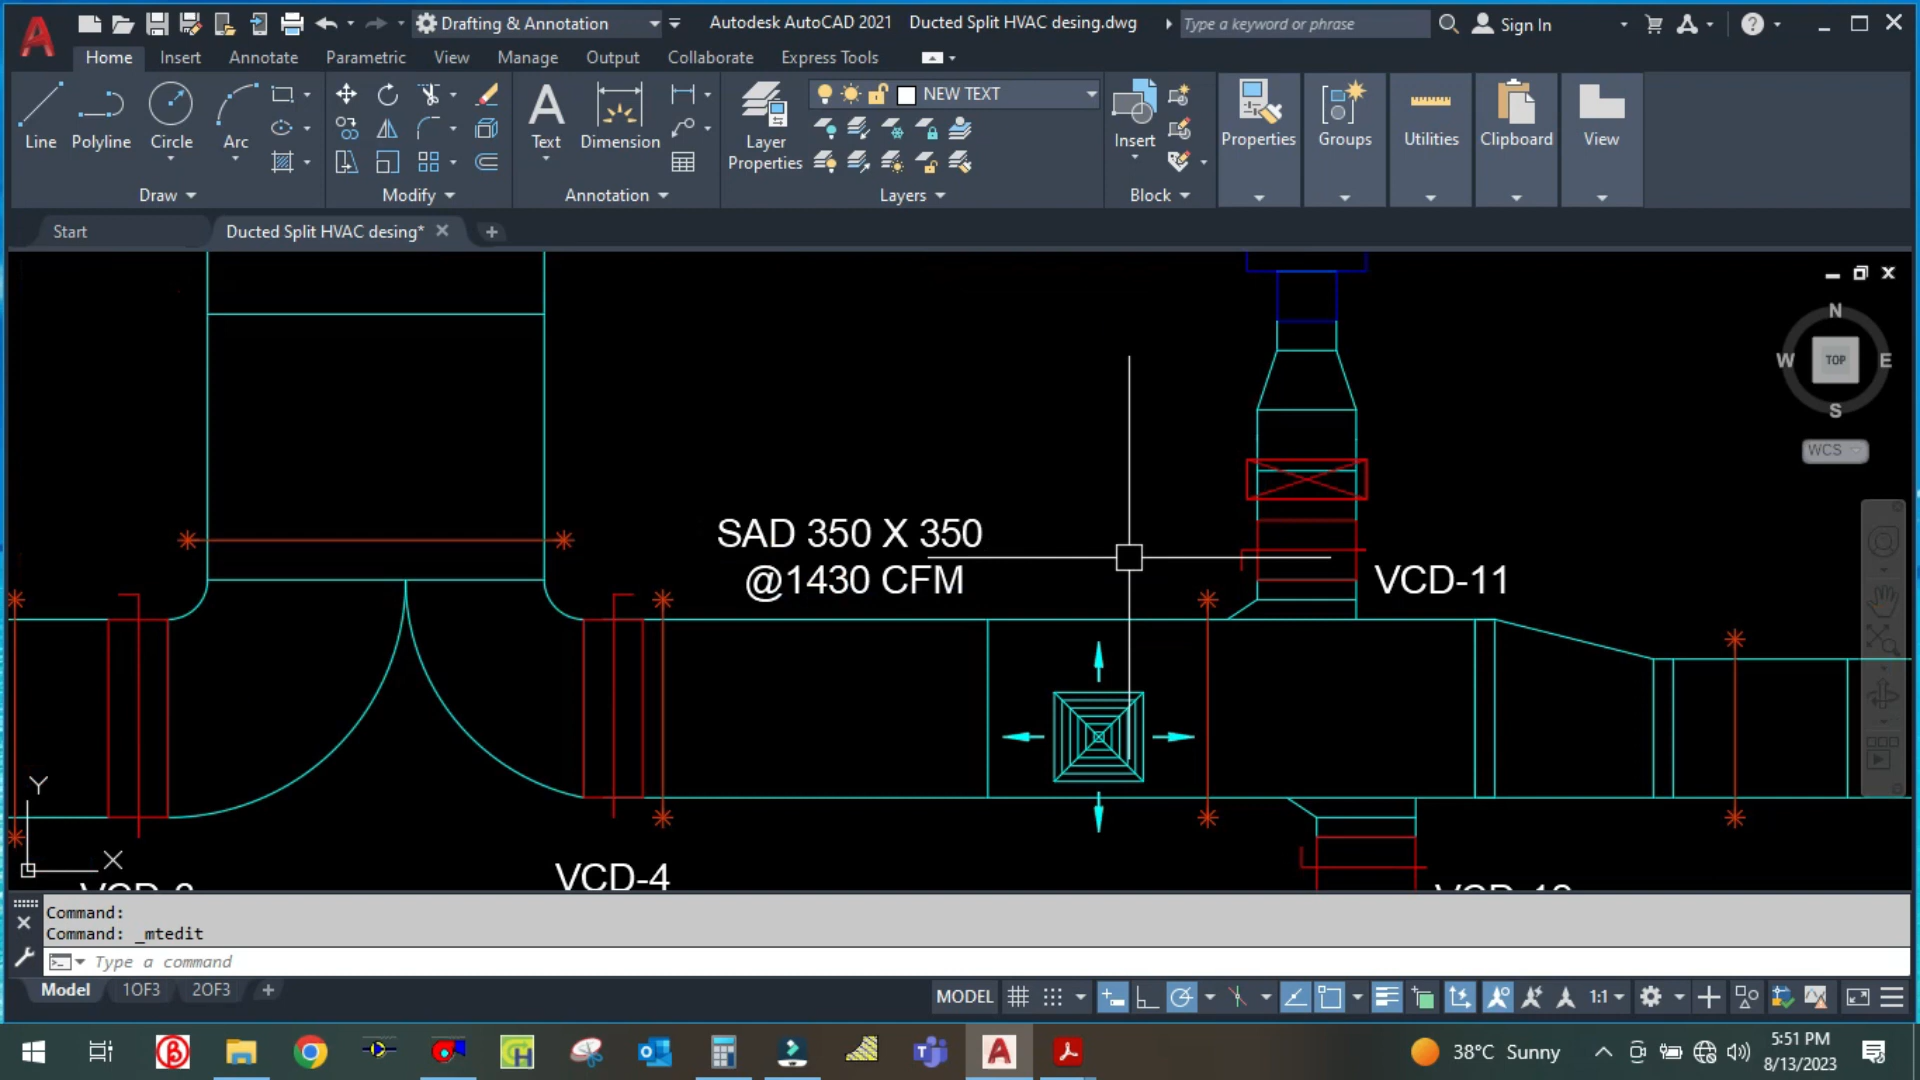 Drafting & Annotation
Autodesk AutoCAD 2021 Ducted Split HVAC desing.dwg
Type a keyword or phrase
Sign In
Home Insert Annotate Parametric View Manage Output Collaborate Express Tools
NEW TEXT
Line Polyline Circle Arc
Text Dimension
Layer
Properties
Insert
Properties Groups Utilities Clipboard View
Draw Modify Annotation Layers Block
Start Ducted Split HVAC desing*
N
W TOP E
S
WCS
SAD 350 X 350
@1430 CFM
VCD-11
Y
X
VCD-4
Command:
Command: _mtedit
Type a command
Model 1OF3 2OF3
MODEL 1:1
38°C Sunny
5:51 PM
8/13/2023